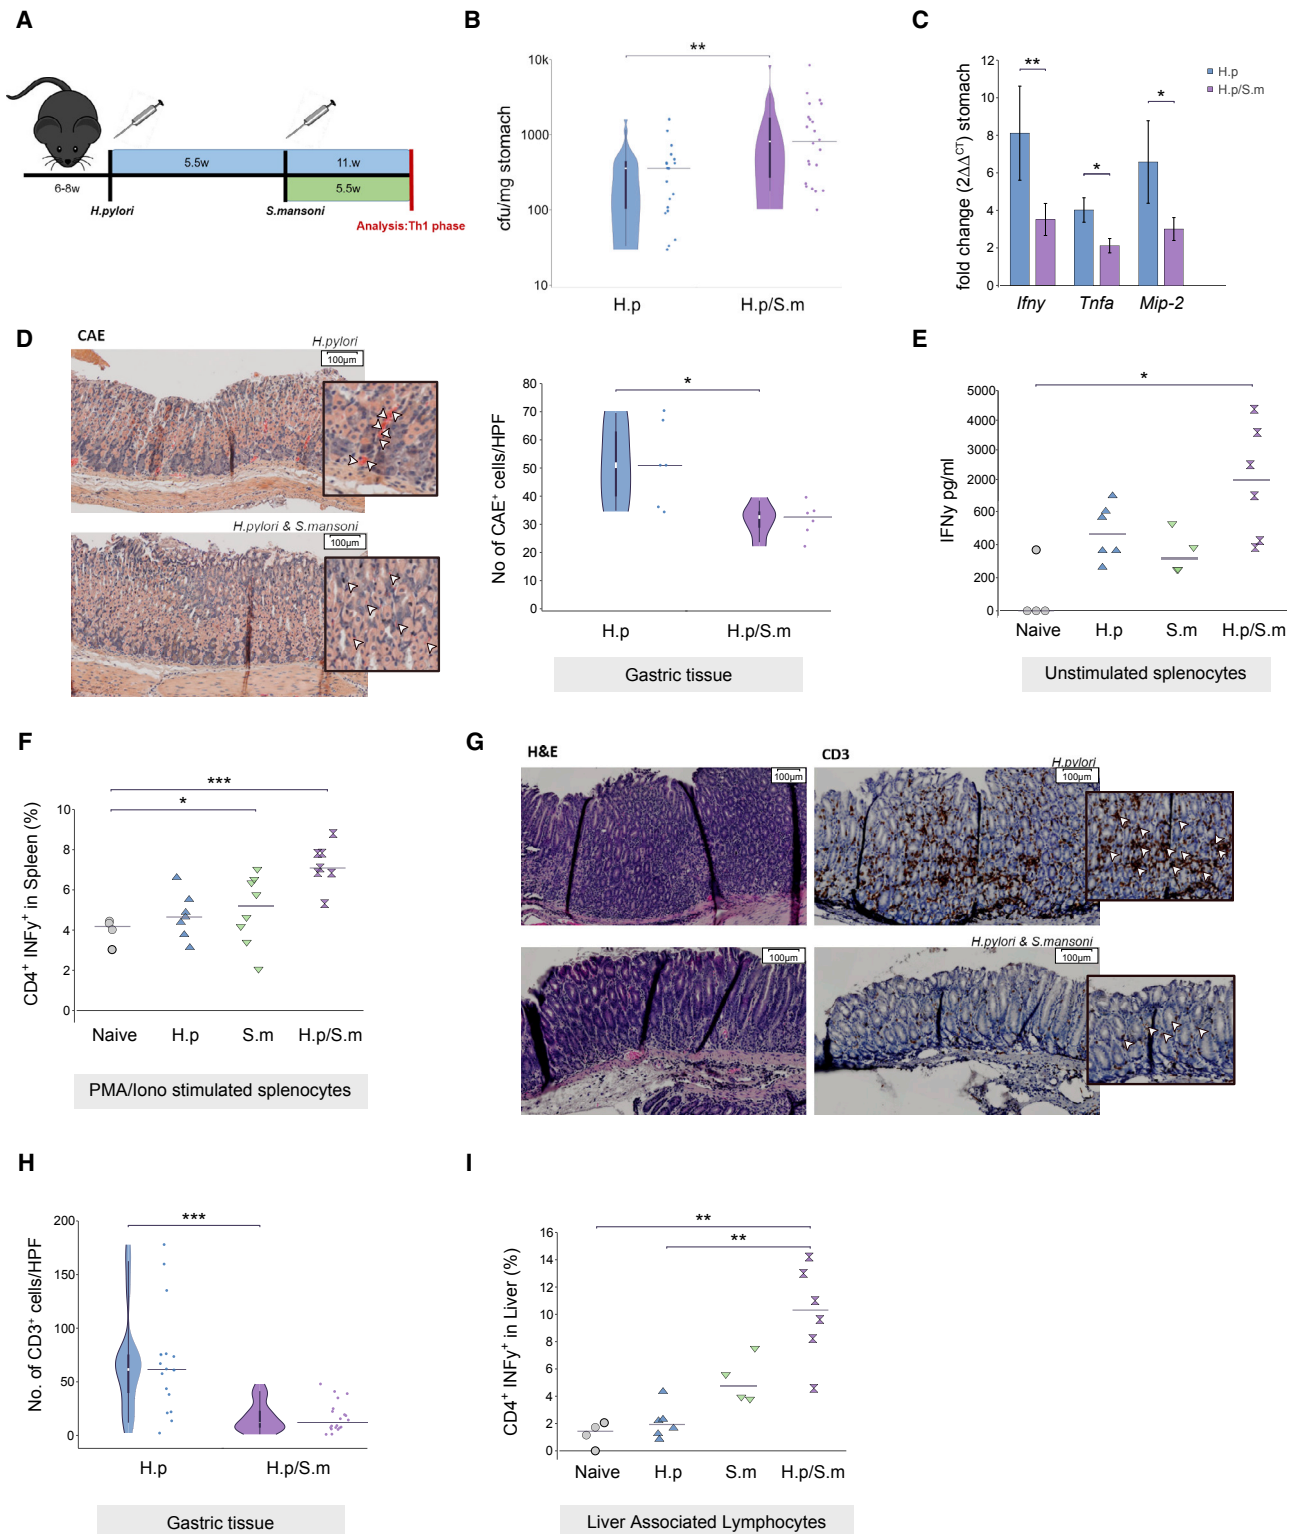 A
5.5w
11.w
5.5w
6-8w
H.pylori
S.mansoni
Analysis:Th1 phase
B
**
cfu/mg stomach
10k
1000
100
10
H.p
H.p/S.m
C
fold change (2ΔΔCT) stomach
12
10
8
6
4
2
0
**
*
*
H.p
H.p/S.m
Ifny
Tnfa
Mip-2
D
CAE
H.pylori
100µm
H.pylori & S.mansoni
100µm
No of CAE+ cells/HPF
80
70
60
50
40
30
20
10
0
*
H.p
H.p/S.m
Gastric tissue
E
IFNy pg/ml
5000
4000
3000
2000
600
400
200
0
*
Naive
H.p
S.m
H.p/S.m
Unstimulated splenocytes
F
CD4+ INFy+ in Spleen (%)
10
8
6
4
2
0
***
*
Naive
H.p
S.m
H.p/S.m
PMA/Iono stimulated splenocytes
G
H&E
CD3
H.pylori
100µm
100µm
H.pylori & S.mansoni
100µm
100µm
H
No. of CD3+ cells/HPF
200
150
100
50
0
***
H.p
H.p/S.m
Gastric tissue
I
CD4+ INFy+ in Liver (%)
16
14
12
10
8
6
4
2
0
**
**
Naive
H.p
S.m
H.p/S.m
Liver Associated Lymphocytes